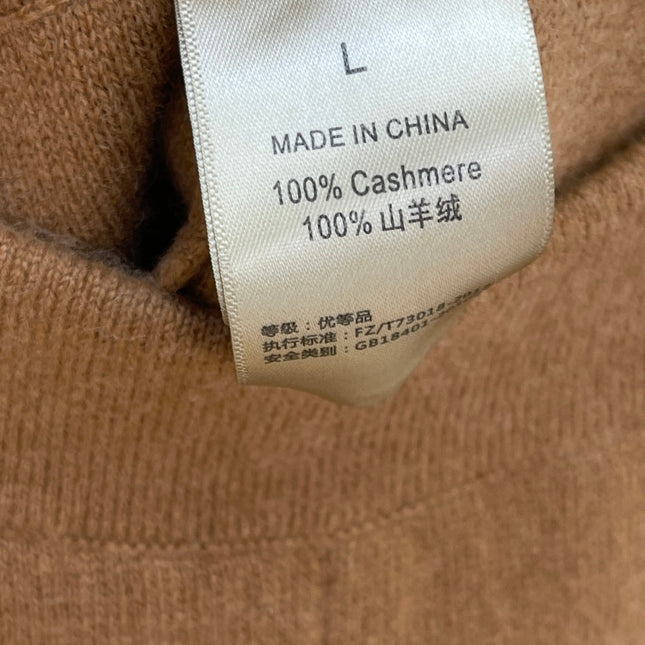 L
MADE IN CHINA
100% Cashmere
100% 山羊绒
等级：优等品
执行标准：FZ/T73018
安全类别：GB18401